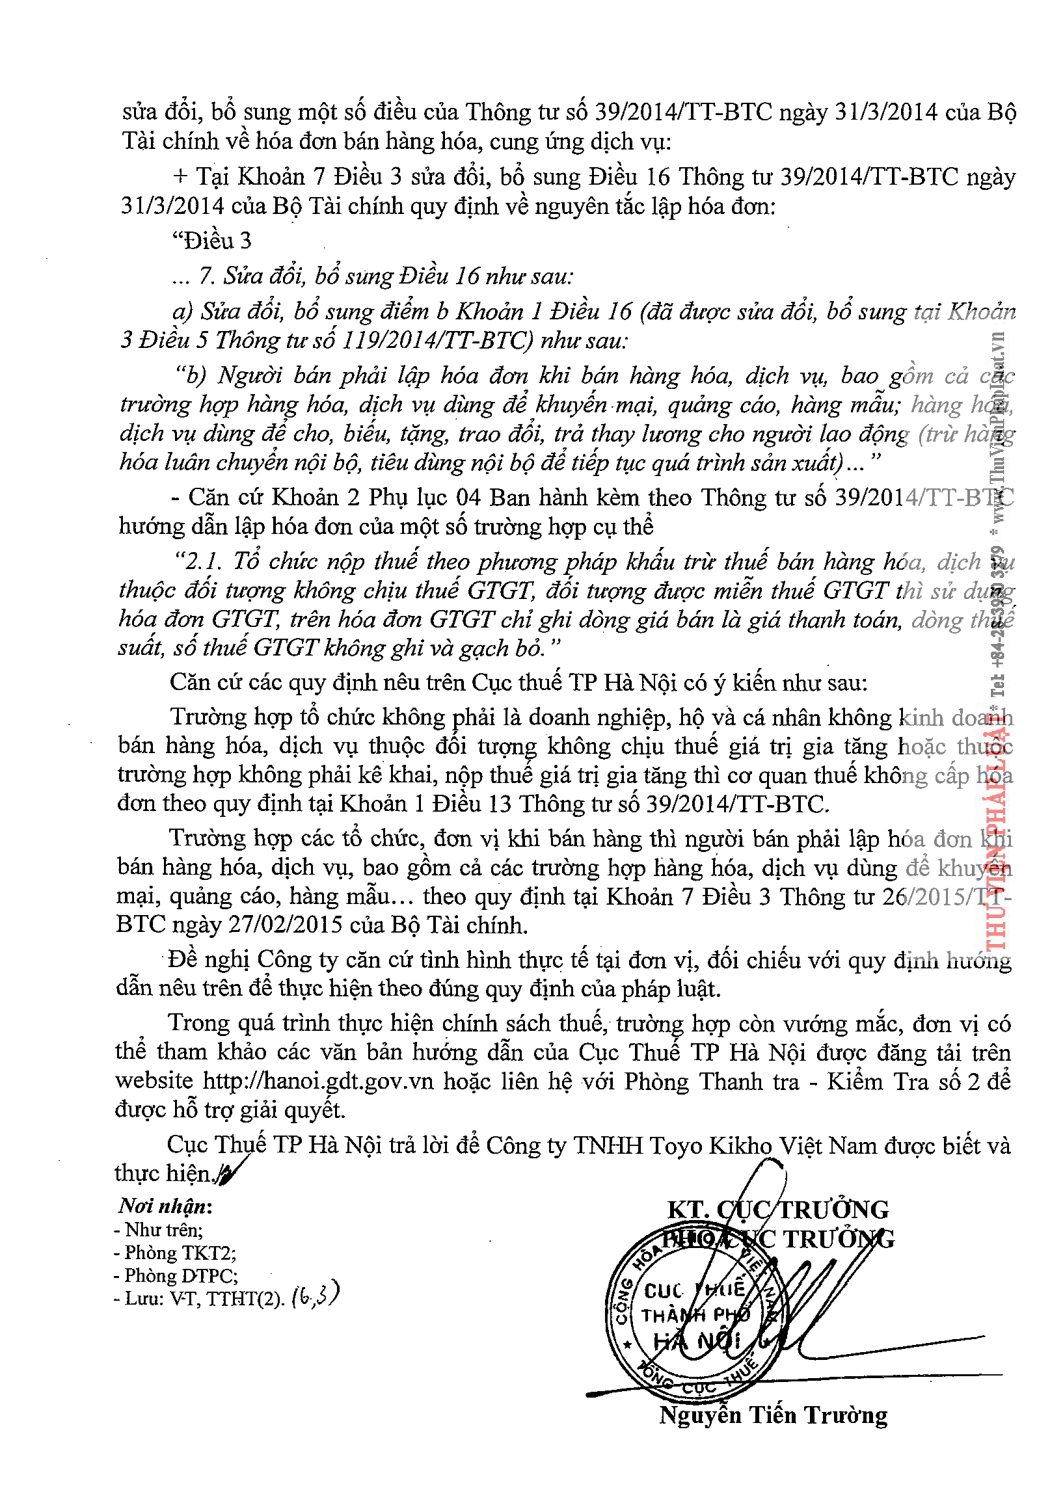 sửa đổi, bổ sung một số điều của Thông tư số 39/2014/TT-BTC ngày 31/3/2014 của Bộ
Tài chính về hóa đơn bán hàng hóa, cung ứng dịch vụ:
+ Tại Khoản 7 Điều 3 sửa đổi, bổ sung Điều 16 Thông tư 39/2014/TT-BTC ngày
31/3/2014 của Bộ Tài chính quy định về nguyên tắc lập hóa đơn:
“Điều 3
... 7. Sửa đổi, bổ sung Điều 16 như sau:
a) Sửa đổi, bổ sung điểm b Khoản 1 Điều 16 (đã được sửa đổi, bổ sung tại Khoản
3 Điều 5 Thông tư số 119/2014/TT-BTC) như sau:
“b) Người bán phải lập hóa đơn khi bán hàng hóa, dịch vụ, bao gồm cả các
trường hợp hàng hóa, dịch vụ dùng để khuyến mại, quảng cáo, hàng mẫu; hàng hóa,
dịch vụ dùng để cho, biếu, tặng, trao đổi, trả thay lương cho người lao động (trừ hàng
hóa luân chuyển nội bộ, tiêu dùng nội bộ để tiếp tục quá trình sản xuất)... ”
- Căn cứ Khoản 2 Phụ lục 04 Ban hành kèm theo Thông tư số 39/2014/TT-BTC
hướng dẫn lập hóa đơn của một số trường hợp cụ thể
“2.1. Tổ chức nộp thuế theo phương pháp khấu trừ thuế bán hàng hóa, dịch vụ
thuộc đối tượng không chịu thuế GTGT, đối tượng được miễn thuế GTGT thì sử dụng
hóa đơn GTGT, trên hóa đơn GTGT chỉ ghi dòng giá bán là giá thanh toán, dòng thuế
suất, số thuế GTGT không ghi và gạch bỏ.”
Căn cứ các quy định nêu trên Cục thuế TP Hà Nội có ý kiến như sau:
Trường hợp tổ chức không phải là doanh nghiệp, hộ và cá nhân không kinh doanh
bán hàng hóa, dịch vụ thuộc đối tượng không chịu thuế giá trị gia tăng hoặc thuộc
trường hợp không phải kê khai, nộp thuế giá trị gia tăng thì cơ quan thuế không cấp hóa
đơn theo quy định tại Khoản 1 Điều 13 Thông tư số 39/2014/TT-BTC.
Trường hợp các tổ chức, đơn vị khi bán hàng thì người bán phải lập hóa đơn khi
bán hàng hóa, dịch vụ, bao gồm cả các trường hợp hàng hóa, dịch vụ dùng để khuyến
mại, quảng cáo, hàng mẫu... theo quy định tại Khoản 7 Điều 3 Thông tư 26/2015/TT-
BTC ngày 27/02/2015 của Bộ Tài chính.
Đề nghị Công ty căn cứ tình hình thực tế tại đơn vị, đối chiếu với quy định hướng
dẫn nêu trên để thực hiện theo đúng quy định của pháp luật.
Trong quá trình thực hiện chính sách thuế, trường hợp còn vướng mắc, đơn vị có
thể tham khảo các văn bản hướng dẫn của Cục Thuế TP Hà Nội được đăng tải trên
website http://hanoi.gdt.gov.vn hoặc liên hệ với Phòng Thanh tra - Kiểm Tra số 2 để
được hỗ trợ giải quyết.
Cục Thuế TP Hà Nội trả lời để Công ty TNHH Toyo Kikho Việt Nam được biết và
thực hiện./.
Nơi nhận:
- Như trên;
- Phòng TKT2;
- Phòng DTPC;
- Lưu: VT, TTHT(2). (6,3)
KT. CỤC TRƯỞNG
PHÓ CỤC TRƯỞNG
CỘNG HÒA VIỆT NAM
CỤC THUẾ
THÀNH PHỐ
HÀ NỘI
TỔNG CỤC THUẾ
Nguyễn Tiến Trường
THƯ VIỆN PHÁP LUẬT * Tel: +84-28-3930 3279 * www.ThuVienPhapLuat.vn